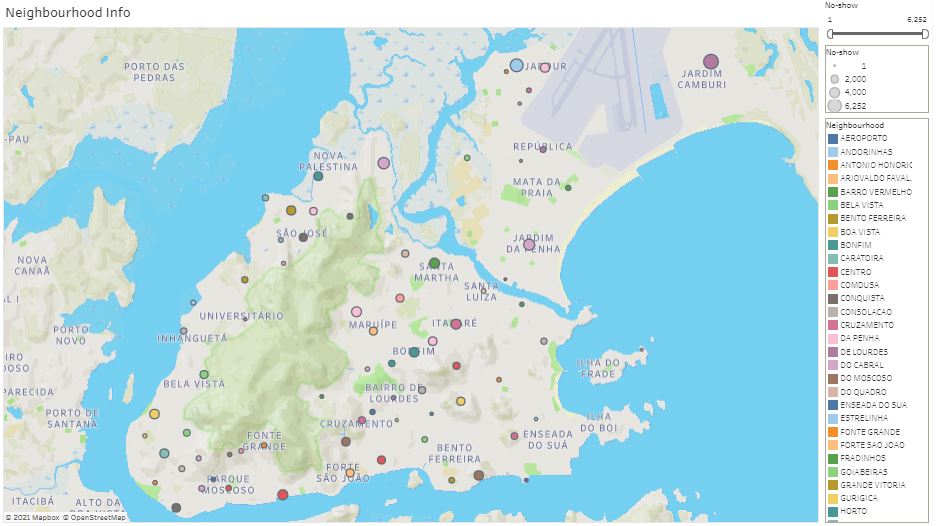 Neighbourhood Info
No-show
1 6,252
No-show
1
2,000
4,000
6,252
Neighbourhood
AEROPORTO
ANDORINHAS
ANTONIO HONORIC
ARIOVALDO FAVAL.
BARRO VERMELHO
BELA VISTA
BENTO FERREIRA
BOA VISTA
BONFIM
CARATOIRA
CENTRO
COMDUSA
CONQUISTA
CONSOLACAO
CRUZAMENTO
DA PENHA
DE LOURDES
DO CABRAL
DO MOSCOSO
DO QUADRO
ENSEADA DO SUA
ESTRELINHA
FONTE GRANDE
FORTE SAO JOAO
FRADINHOS
GOIABEIRAS
GRANDE VITORIA
GURIGICA
HORTO
PORTO DAS
PEDRAS
JARDIM
CAMBURI
-PAU
REPÚBLICA
NOVA
PALESTINA
MATA DA
PRAIA
SÃO JOSÉ
JARDIM
DA PENHA
NOVA
CANAÃ
SANTA
MARTHA
SANTA
LUIZA
AL I
UNIVERSITÁRIO
MARUÍPE
ITARARÉ
PORTO
NOVO
INHANGUETÁ
BONFIM
IRO
DOSO
ILHA DO
FRADE
BELA VISTA
BAIRRO DE
LOURDES
PARECIDA
PORTO DE
SANTANA
CRUZAMENTO
ILHA
DO BOI
FONTE
GRANDE
ENSEADA
DO SUÁ
BENTO
FERREIRA
FORTE
SÃO JOÃO
PARQUE
MOSCOSO
ITACIBÁ
ALTO DA
BOA VISTA
© 2021 Mapbox © OpenStreetMap